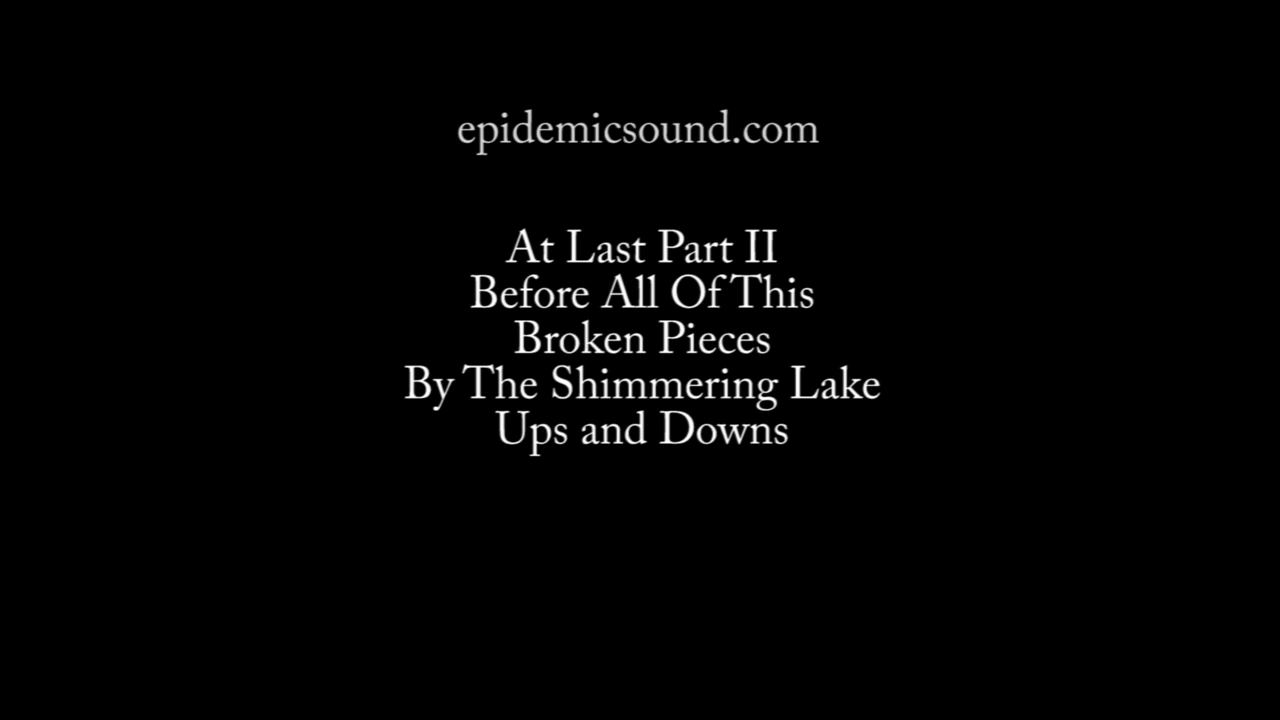 epidemicsound.com
At Last Part II
Before All Of This
Broken Pieces
By The Shimmering Lake
Ups and Downs